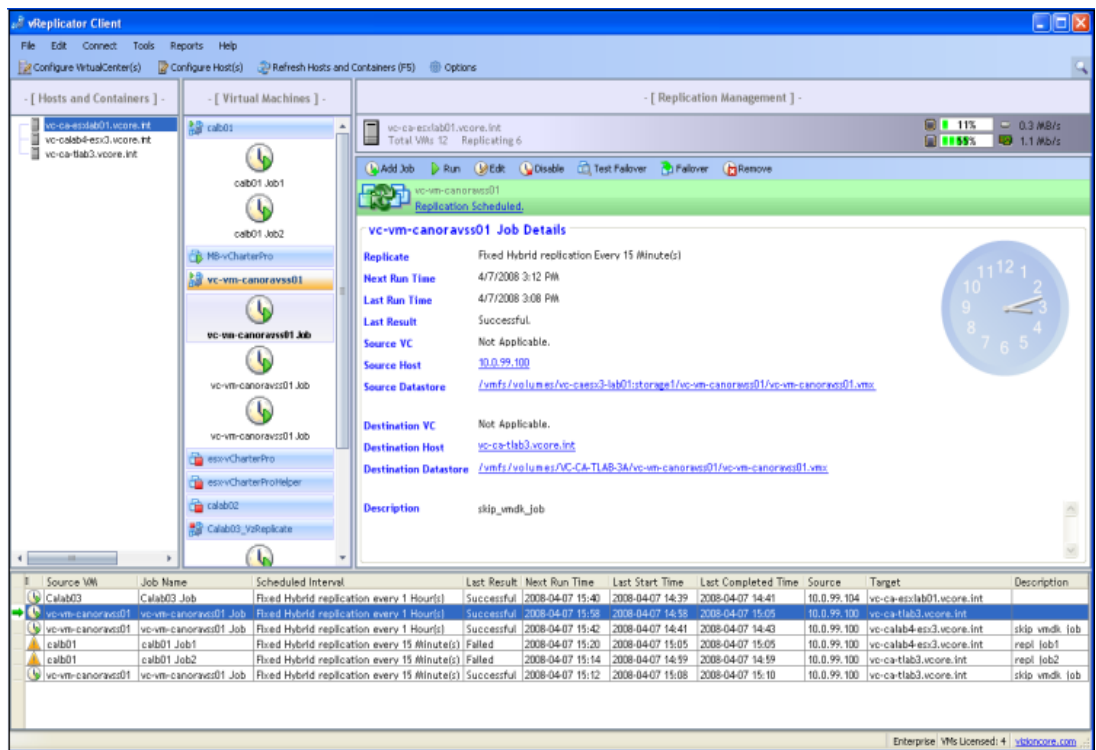 vReplicator Client
File Edit Connect Tools Reports Help
Configure VirtualCenter(s) Configure Host(s) Refresh Hosts and Containers (F5) Options
- [ Hosts and Containers ] -
- [ Virtual Machines ] -
- [ Replication Management ] -
vc-ca-esxlab01.vcore.int
vc-calab4-esx3.vcore.int
vc-ca-tlab3.vcore.int
calb01
calb01 Job1
calb01 Job2
MB-vCharterPro
vc-vm-canoravss01
vc-vm-canoravss01 Job
vc-vm-canoravss01 Job
vc-vm-canoravss01 Job
esx-vCharterPro
esx-vCharterProHelper
calab02
Calab03_VzReplicate
vc-ca-esxlab01.vcore.int
Total VMs 12 Replicating 6
11% 0.3 MB/s
55% 1.1 Mb/s
Add Job Run Edit Disable Test Failover Failover Remove
vc-vm-canoravss01
Replication Scheduled.
vc-vm-canoravss01 Job Details
Replicate Fixed Hybrid replication Every 15 Minute(s)
Next Run Time 4/7/2008 3:12 PM
Last Run Time 4/7/2008 3:08 PM
Last Result Successful.
Source VC Not Applicable.
Source Host 10.0.99.100
Source Datastore /vmfs/volumes/vc-caesx3-lab01:storage1/vc-vm-canoravss01/vc-vm-canoravss01.vmx
Destination VC Not Applicable.
Destination Host vc-ca-tlab3.vcore.int
Destination Datastore /vmfs/volumes/VC-CA-TLAB-3A/vc-vm-canoravss01/vc-vm-canoravss01.vmx
Description skip_vmdk_job
12 1 2 3 4 5 6 7 8 9 10 11
Source VM Job Name Scheduled Interval Last Result Next Run Time Last Start Time Last Completed Time Source Target Description
Calab03 Calab03 Job Fixed Hybrid replication every 1 Hour(s) Successful 2008-04-07 15:40 2008-04-07 14:39 2008-04-07 14:41 10.0.99.104 vc-ca-esxlab01.vcore.int
vc-vm-canoravss01 vc-vm-canoravss01 Job Fixed Hybrid replication every 1 Hour(s) Successful 2008-04-07 15:58 2008-04-07 14:58 2008-04-07 15:05 10.0.99.100 vc-ca-tlab3.vcore.int
vc-vm-canoravss01 vc-vm-canoravss01 Job Fixed Hybrid replication every 1 Hour(s) Successful 2008-04-07 15:42 2008-04-07 14:41 2008-04-07 14:43 10.0.99.100 vc-calab4-esx3.vcore.int skip_vmdk_job
calb01 calb01 Job1 Fixed Hybrid replication every 15 Minute(s) Failed 2008-04-07 15:20 2008-04-07 15:05 2008-04-07 15:05 10.0.99.100 vc-calab4-esx3.vcore.int repl_job1
calb01 calb01 Job2 Fixed Hybrid replication every 15 Minute(s) Failed 2008-04-07 15:14 2008-04-07 14:59 2008-04-07 14:59 10.0.99.100 vc-ca-tlab3.vcore.int repl_job2
vc-vm-canoravss01 vc-vm-canoravss01 Job Fixed Hybrid replication every 15 Minute(s) Successful 2008-04-07 15:12 2008-04-07 15:08 2008-04-07 15:10 10.0.99.100 vc-ca-tlab3.vcore.int skip_vmdk_job
Enterprise VMs Licensed: 4 vizioncore.com